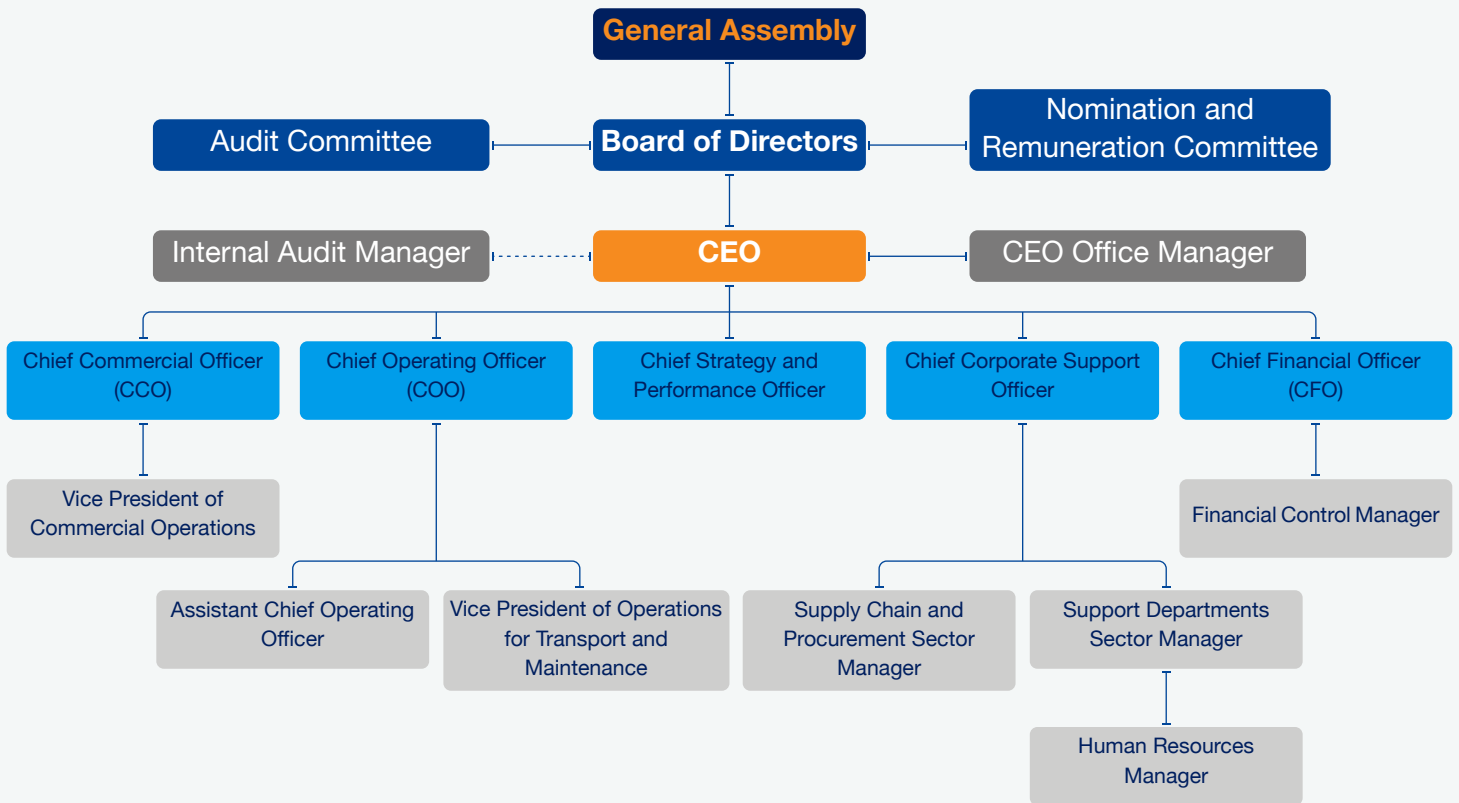 General Assembly
Audit Committee
Board of Directors
Nomination and
Remuneration Committee
Internal Audit Manager
CEO
CEO Office Manager
Chief Commercial Officer
(CCO)
Chief Operating Officer
(COO)
Chief Strategy and
Performance Officer
Chief Corporate Support
Officer
Chief Financial Officer
(CFO)
Vice President of
Commercial Operations
Financial Control Manager
Assistant Chief Operating
Officer
Vice President of Operations
for Transport and
Maintenance
Supply Chain and
Procurement Sector
Manager
Support Departments
Sector Manager
Human Resources
Manager